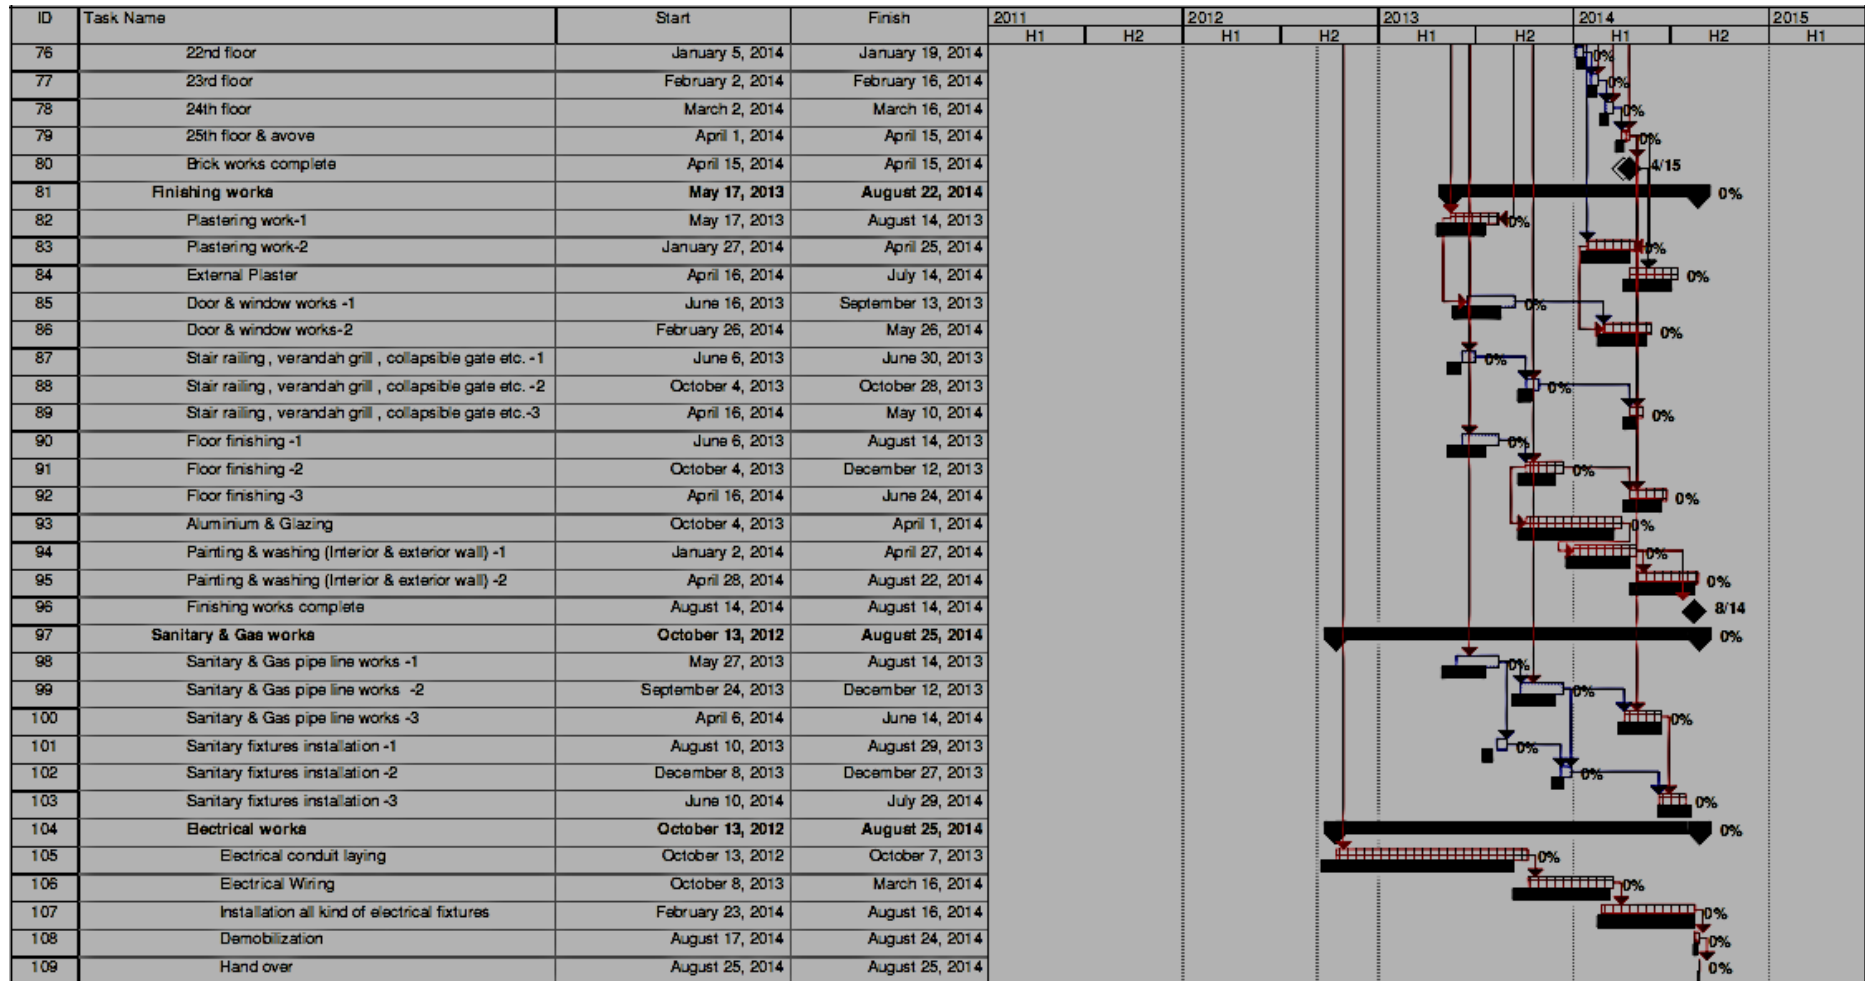 ID Task Name Start Finish 2011 2012 2013 2014 2015
H1 H2 H1 H2 H1 H2 H1 H2 H1
76 22nd floor January 5, 2014 January 19, 2014 0%
77 23rd floor February 2, 2014 February 16, 2014 0%
78 24th floor March 2, 2014 March 16, 2014 0%
79 25th floor & avove April 1, 2014 April 15, 2014 0%
80 Brick works complete April 15, 2014 April 15, 2014 4/15
81 Finishing works May 17, 2013 August 22, 2014 0%
82 Plastering work-1 May 17, 2013 August 14, 2013 0%
83 Plastering work-2 January 27, 2014 April 25, 2014 0%
84 External Plaster April 16, 2014 July 14, 2014 0%
85 Door & window works -1 June 16, 2013 September 13, 2013 0%
86 Door & window works-2 February 26, 2014 May 26, 2014 0%
87 Stair railing , verandah grill , collapsible gate etc. -1 June 6, 2013 June 30, 2013 0%
88 Stair railing , verandah grill , collapsible gate etc. -2 October 4, 2013 October 28, 2013 0%
89 Stair railing , verandah grill , collapsible gate etc.-3 April 16, 2014 May 10, 2014 0%
90 Floor finishing -1 June 6, 2013 August 14, 2013 0%
91 Floor finishing -2 October 4, 2013 December 12, 2013 0%
92 Floor finishing -3 April 16, 2014 June 24, 2014 0%
93 Aluminium & Glazing October 4, 2013 April 1, 2014 0%
94 Painting & washing (Interior & exterior wall) -1 January 2, 2014 April 27, 2014 0%
95 Painting & washing (Interior & exterior wall) -2 April 28, 2014 August 22, 2014 0%
96 Finishing works complete August 14, 2014 August 14, 2014 8/14
97 Sanitary & Gas works October 13, 2012 August 25, 2014 0%
98 Sanitary & Gas pipe line works -1 May 27, 2013 August 14, 2013 0%
99 Sanitary & Gas pipe line works -2 September 24, 2013 December 12, 2013 0%
100 Sanitary & Gas pipe line works -3 April 6, 2014 June 14, 2014 0%
101 Sanitary fixtures installation -1 August 10, 2013 August 29, 2013 0%
102 Sanitary fixtures installation -2 December 8, 2013 December 27, 2013 0%
103 Sanitary fixtures installation -3 June 10, 2014 July 29, 2014 0%
104 Electrical works October 13, 2012 August 25, 2014 0%
105 Electrical conduit laying October 13, 2012 October 7, 2013 0%
106 Electrical Wiring October 8, 2013 March 16, 2014 0%
107 Installation all kind of electrical fixtures February 23, 2014 August 16, 2014 0%
108 Demobilization August 17, 2014 August 24, 2014 0%
109 Hand over August 25, 2014 August 25, 2014 0%